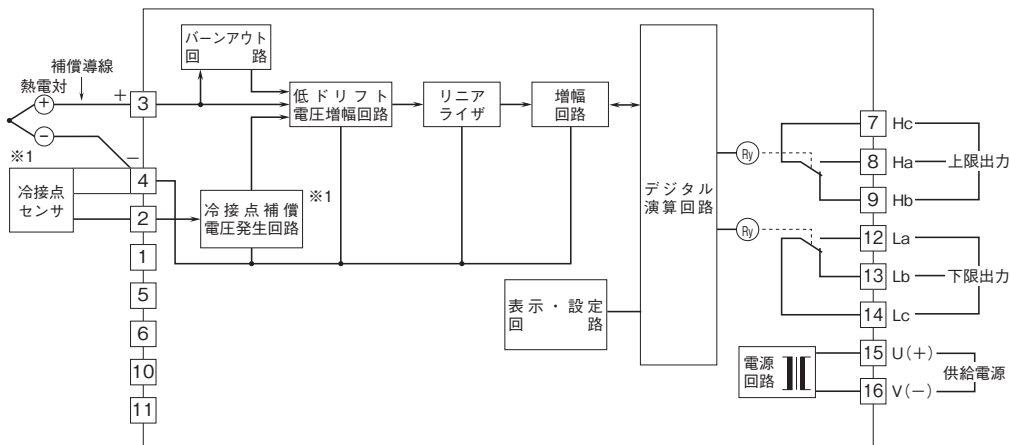 バーンアウト
回路
補償導線
熱電対
+
3
+
−
※1
−
4
冷接点
センサ
2
冷接点補償
電圧発生回路
※1
1
5
6
10
11
低ドリフト
電圧増幅回路
リニア
ライザ
増幅
回路
デジタル
演算回路
表示・設定
回路
Ry
Ry
7 Hc
8 Ha
9 Hb
上限出力
12 La
13 Lb
14 Lc
下限出力
電源
回路
15 U(+)
16 V(−)
供給電源